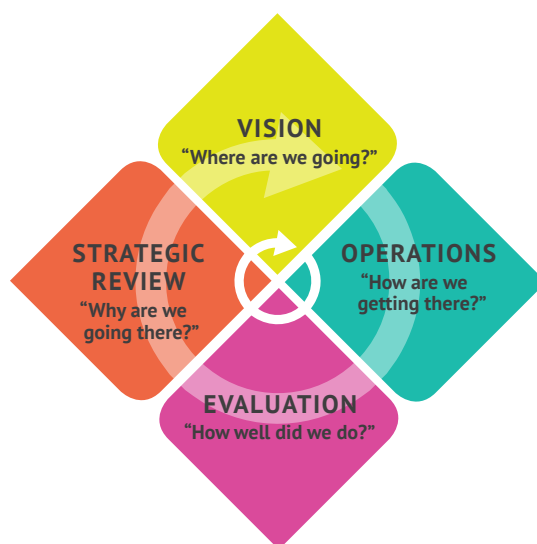 VISION
“Where are we going?”
OPERATIONS
“How are we
getting there?”
EVALUATION
“How well did we do?”
STRATEGIC
REVIEW
“Why are we
going there?”